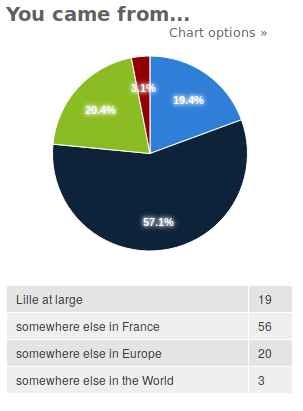 You came from...
Chart options »
3.1%
19.4%
20.4%
57.1%
Lille at large 19
somewhere else in France 56
somewhere else in Europe 20
somewhere else in the World 3